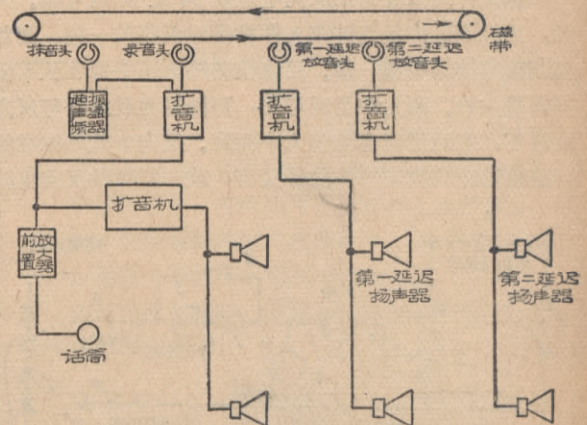 磁
带
抹音头
录音头
第一延迟
放音头
第二延迟
放音头
超声频
振荡器
扩音机
扩音机
扩音机
扩音机
前置
放大器
话筒
第一延迟
扬声器
第二延迟
扬声器